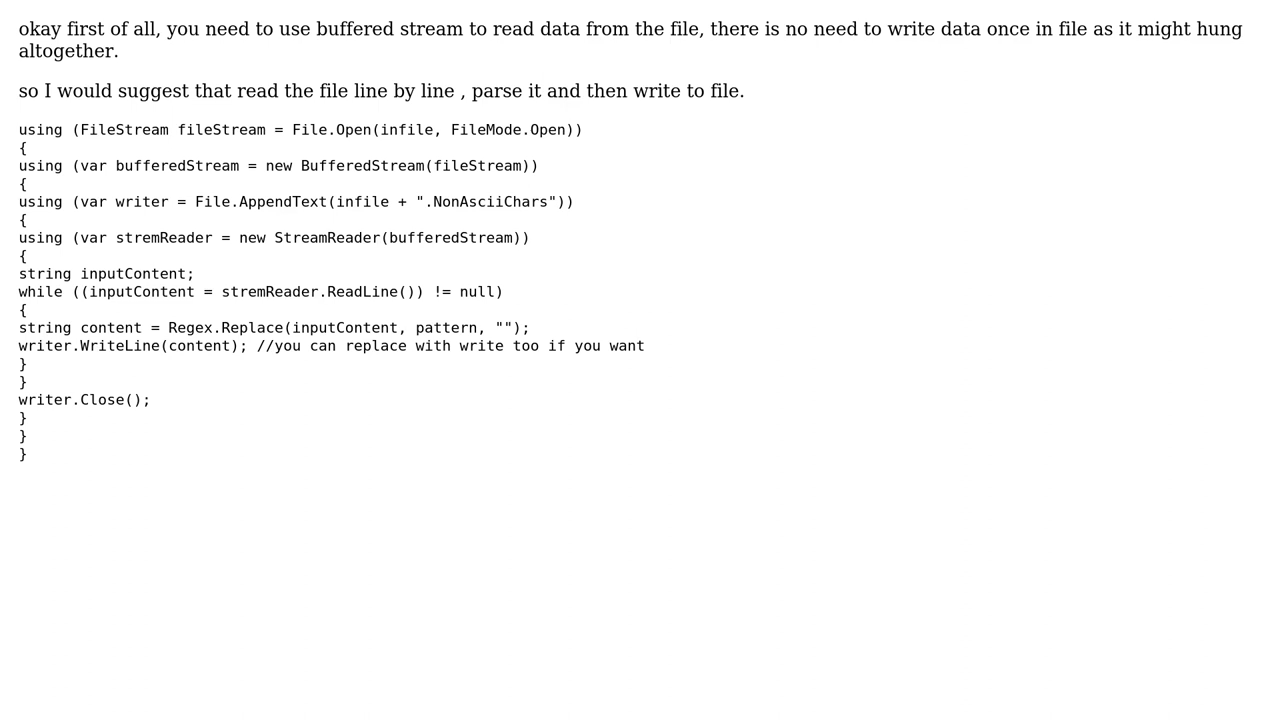 okay first of all, you need to use buffered stream to read data from the file, there is no need to write data once in file as it might hung
altogether.
so I would suggest that read the file line by line , parse it and then write to file.
using (FileStream fileStream = File.Open(infile, FileMode.Open))
{
using (var bufferedStream = new BufferedStream(fileStream))
{
using (var writer = File.AppendText(infile + ".NonAsciiChars"))
{
using (var stremReader = new StreamReader(bufferedStream))
{
string inputContent;
while ((inputContent = stremReader.ReadLine()) != null)
{
string content = Regex.Replace(inputContent, pattern, "");
writer.WriteLine(content); //you can replace with write too if you want
}
}
writer.Close();
}
}
}